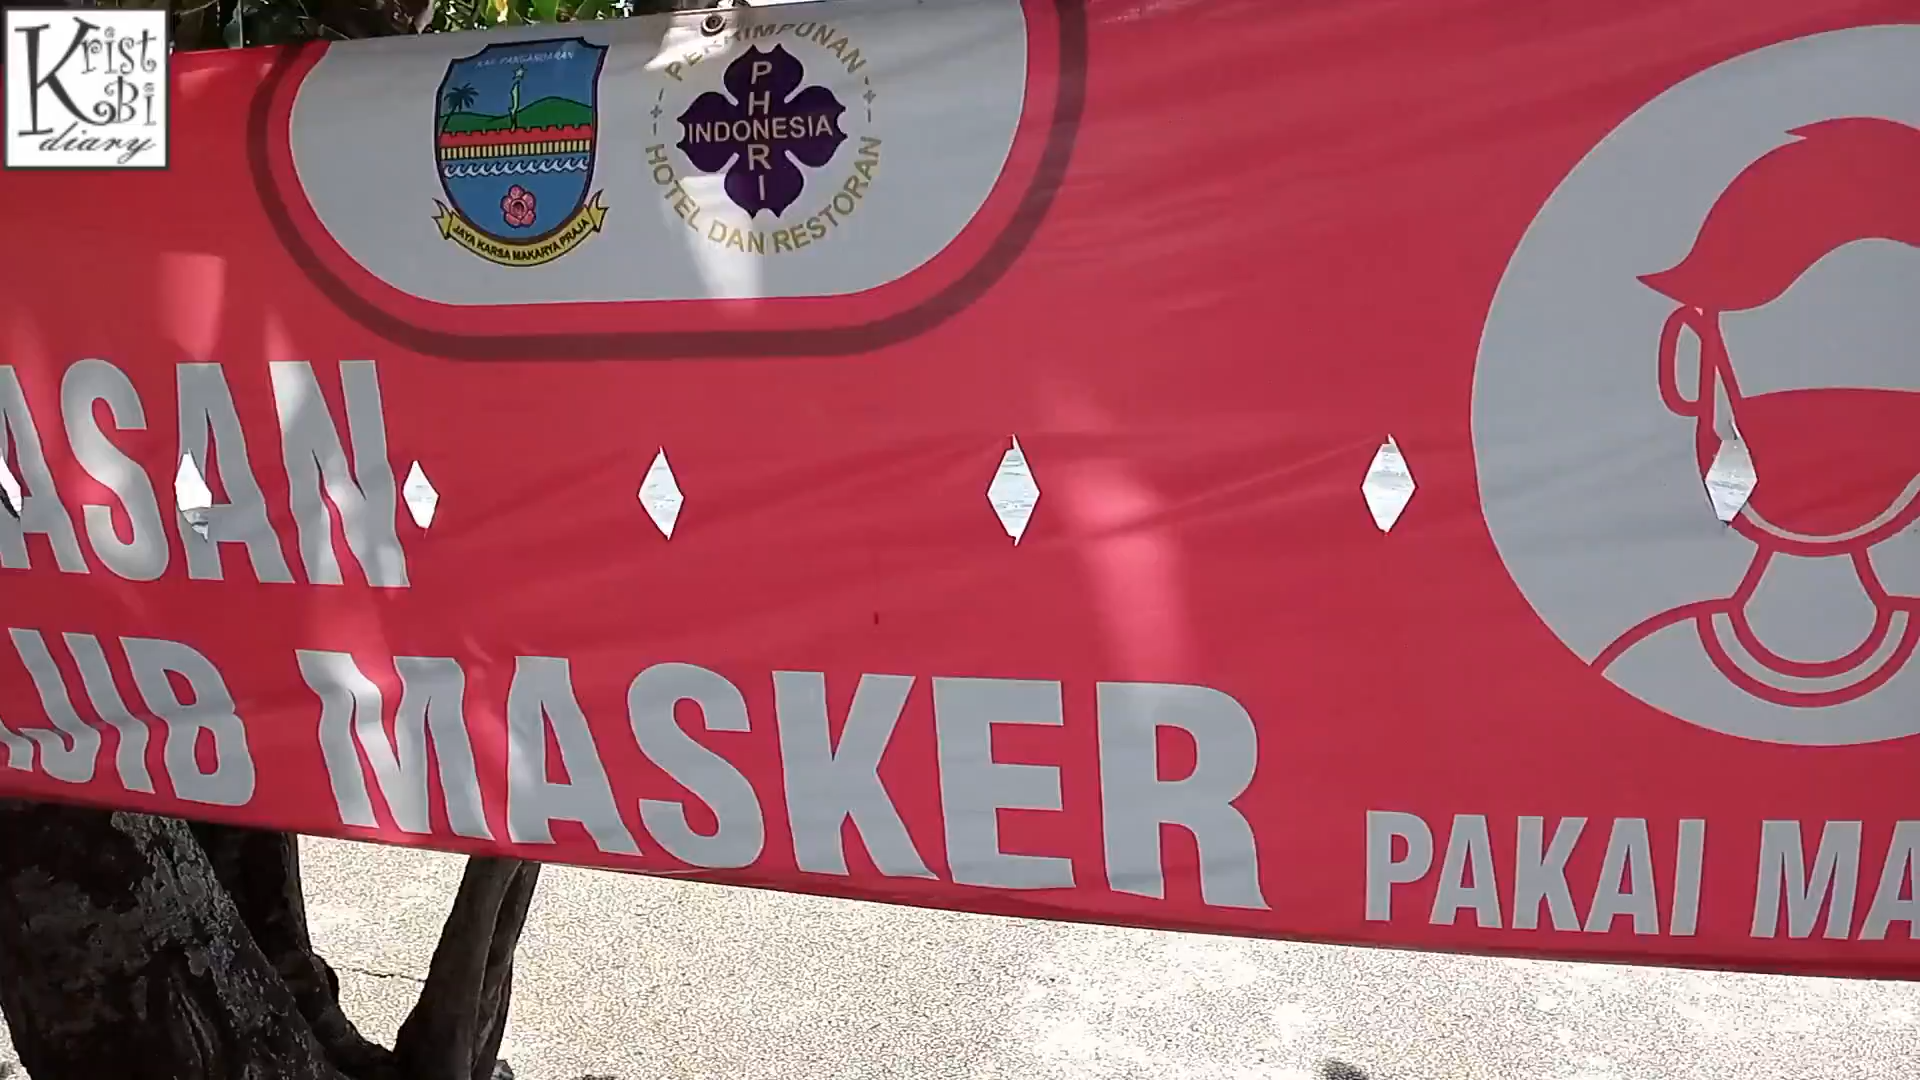 Krist
Bi
diary
KAB. PANGANDARAN
JAYA KARSA MAKARYA PRAJA
PERHIMPUNAN
PHRI
INDONESIA
HOTEL DAN RESTORAN
ASAN
AJIB MASKER
PAKAI MA